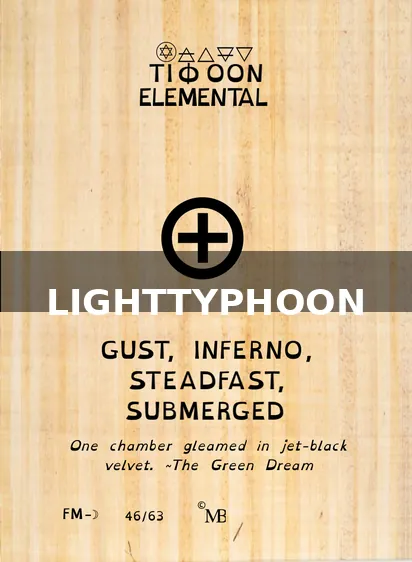 TIΦOON
ELEMENTAL
LIGHTTYPHOON
GUST, INFERNO,
STEADFAST,
SUBMERGED
One chamber gleamed in jet-black
velvet. ~The Green Dream
FM-☽ 46/63 ©MB